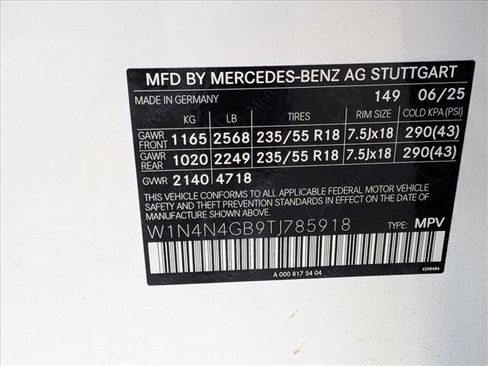 MFD BY MERCEDES-BENZ AG STUTTGART
MADE IN GERMANY 149 06/25
KG LB TIRES RIM SIZE COLD KPA (PSI)
GAWR FRONT 1165 2568 235/55 R18 7.5Jx18 290(43)
GAWR REAR 1020 2249 235/55 R18 7.5Jx18 290(43)
GVWR 2140 4718
THIS VEHICLE CONFORMS TO ALL APPLICABLE FEDERAL MOTOR VEHICLE
SAFETY STANDARDS IN EFFECT ON THE DATE OF MANUFACTURE SHOWN ABOVE.
W1N4N4GB9TJ785918 TYPE: MPV
A 000 817 54 04